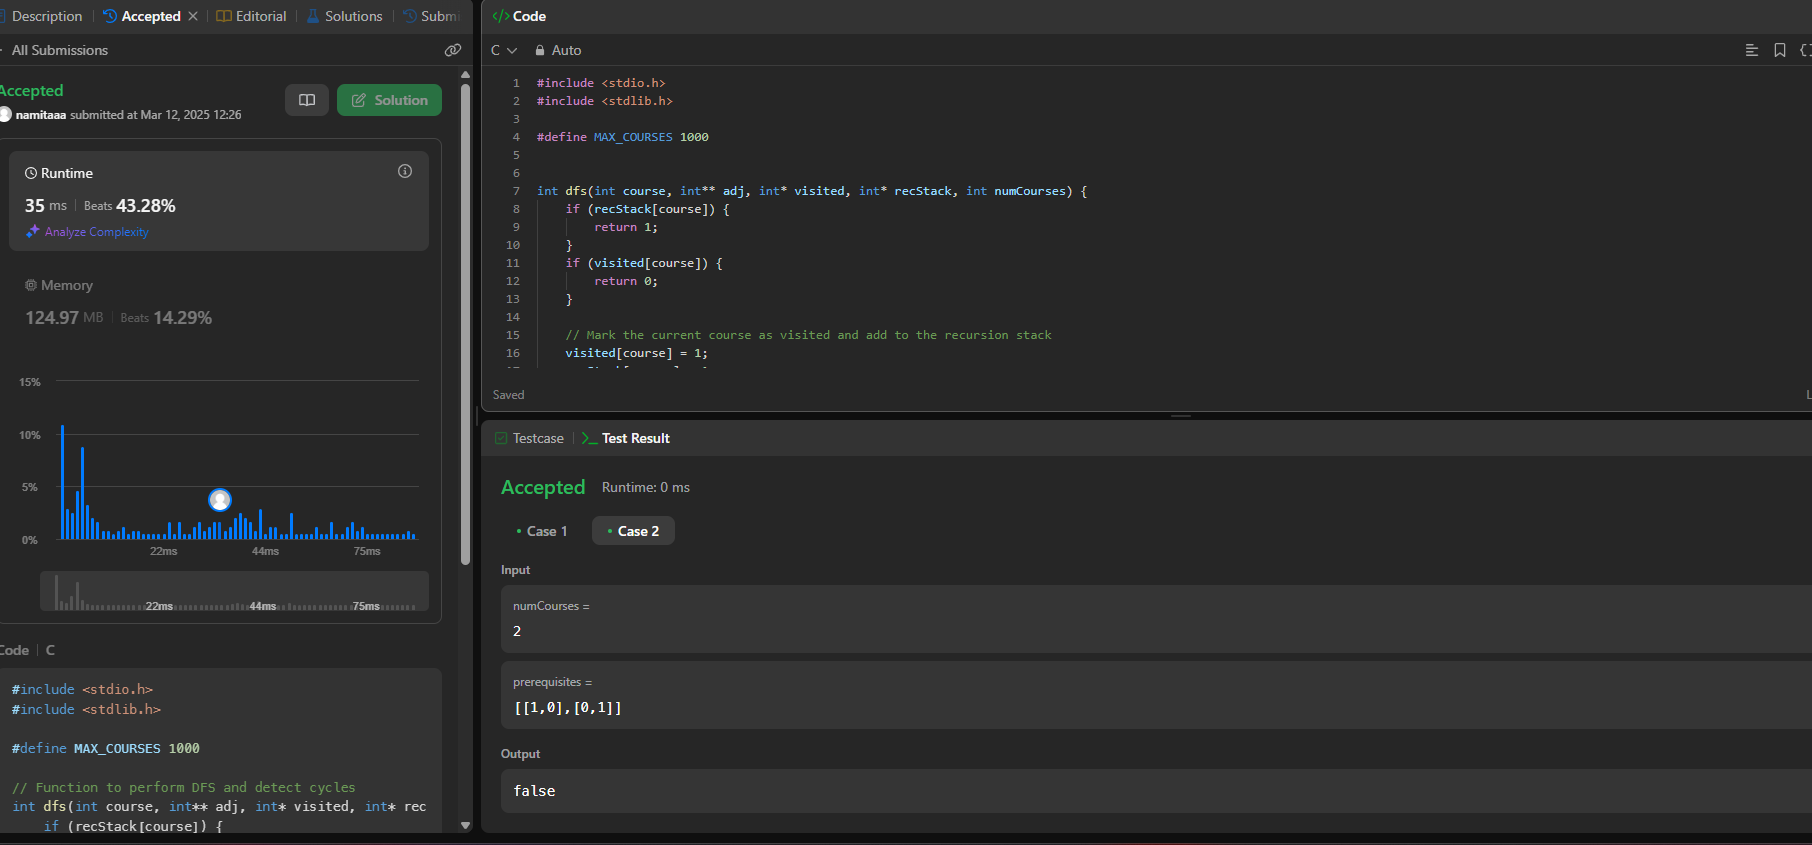 Description
Accepted
Editorial
Solutions
All Submissions
Accepted
namitaaa submitted at Mar 12, 2025 12:26
Solution
Runtime
35 ms
Beats 43.28%
Analyze Complexity
Memory
124.97 MB
Beats 14.29%
15%
10%
5%
0%
22ms
44ms
75ms
22ms
44ms
75ms
Code
C
#include <stdio.h>
#include <stdlib.h>
#define MAX_COURSES 1000
// Function to perform DFS and detect cycles
int dfs(int course, int** adj, int* visited, int* rec
if (recStack[course]) {
</> Code
C
Auto
1 #include <stdio.h>
2 #include <stdlib.h>
3
4 #define MAX_COURSES 1000
5
6
7 int dfs(int course, int** adj, int* visited, int* recStack, int numCourses) {
8 if (recStack[course]) {
9 return 1;
10 }
11 if (visited[course]) {
12 return 0;
13 }
14
15 // Mark the current course as visited and add to the recursion stack
16 visited[course] = 1;
Saved
Testcase
>_ Test Result
Accepted
Runtime: 0 ms
Case 1
Case 2
Input
numCourses =
2
prerequisites =
[[1,0],[0,1]]
Output
false